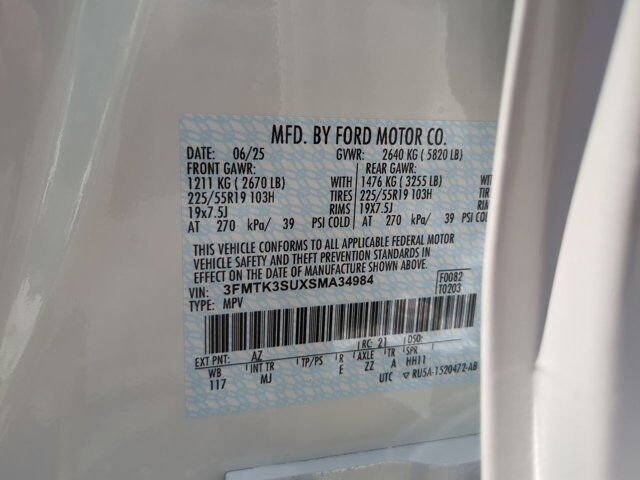 MFD. BY FORD MOTOR CO.
DATE: 06/25 GVWR: 2640 KG ( 5820 LB)
FRONT GAWR: REAR GAWR:
1211 KG ( 2670 LB) WITH 1476 KG ( 3255 LB)
225/55R19 103H TIRES 225/55R19 103H
19x7.5J RIMS 19X7.5J
AT 270 kPa/ 39 PSI COLD AT 270 kPa/ 39 PSI COLD
THIS VEHICLE CONFORMS TO ALL APPLICABLE FEDERAL MOTOR
VEHICLE SAFETY AND THEFT PREVENTION STANDARDS IN
EFFECT ON THE DATE OF MANUFACTURE SHOWN ABOVE.
VIN: 3FMTK3SUXSMA34984 F0082
TYPE: MPV T0203
EXT PNT: AZ RC: 21 DSO:
WB INT TR TP/PS R AXLE TR SPR
117 MJ E ZZ A HH11
UTC ▽ RU5A-1520472-AB